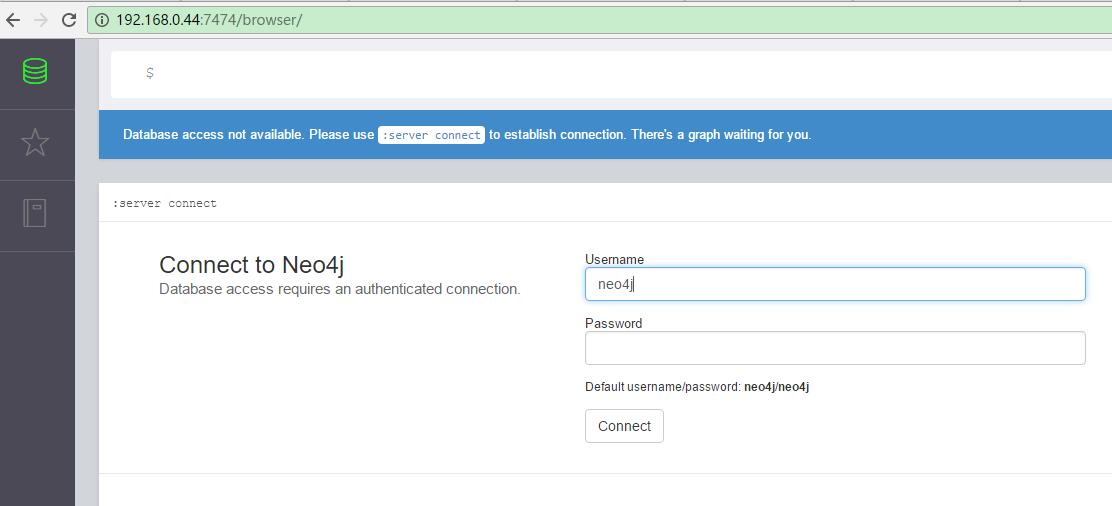 192.168.0.44:7474/browser/
$
Database access not available. Please use :server connect to establish connection. There's a graph waiting for you.
:server connect
Connect to Neo4j
Database access requires an authenticated connection.
Username
neo4j
Password
Default username/password: neo4j/neo4j
Connect